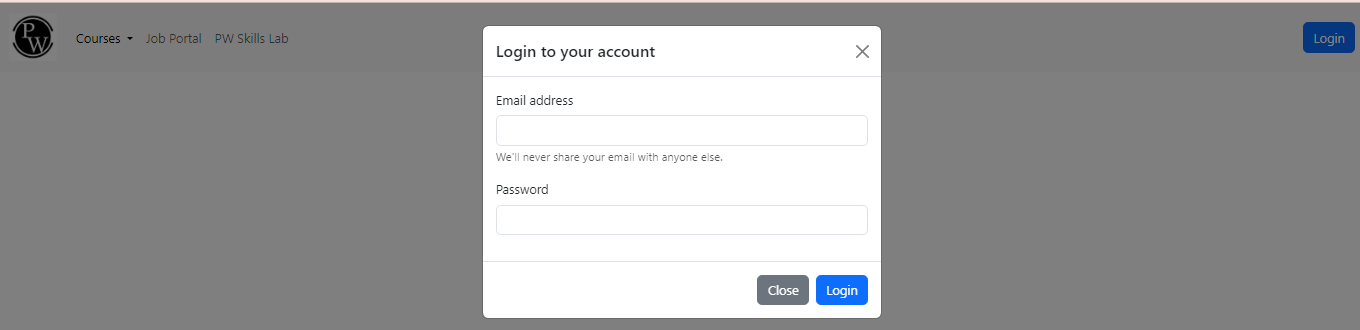 PW
Courses Job Portal PW Skills Lab
Login
Login to your account
Email address
We'll never share your email with anyone else.
Password
Close Login